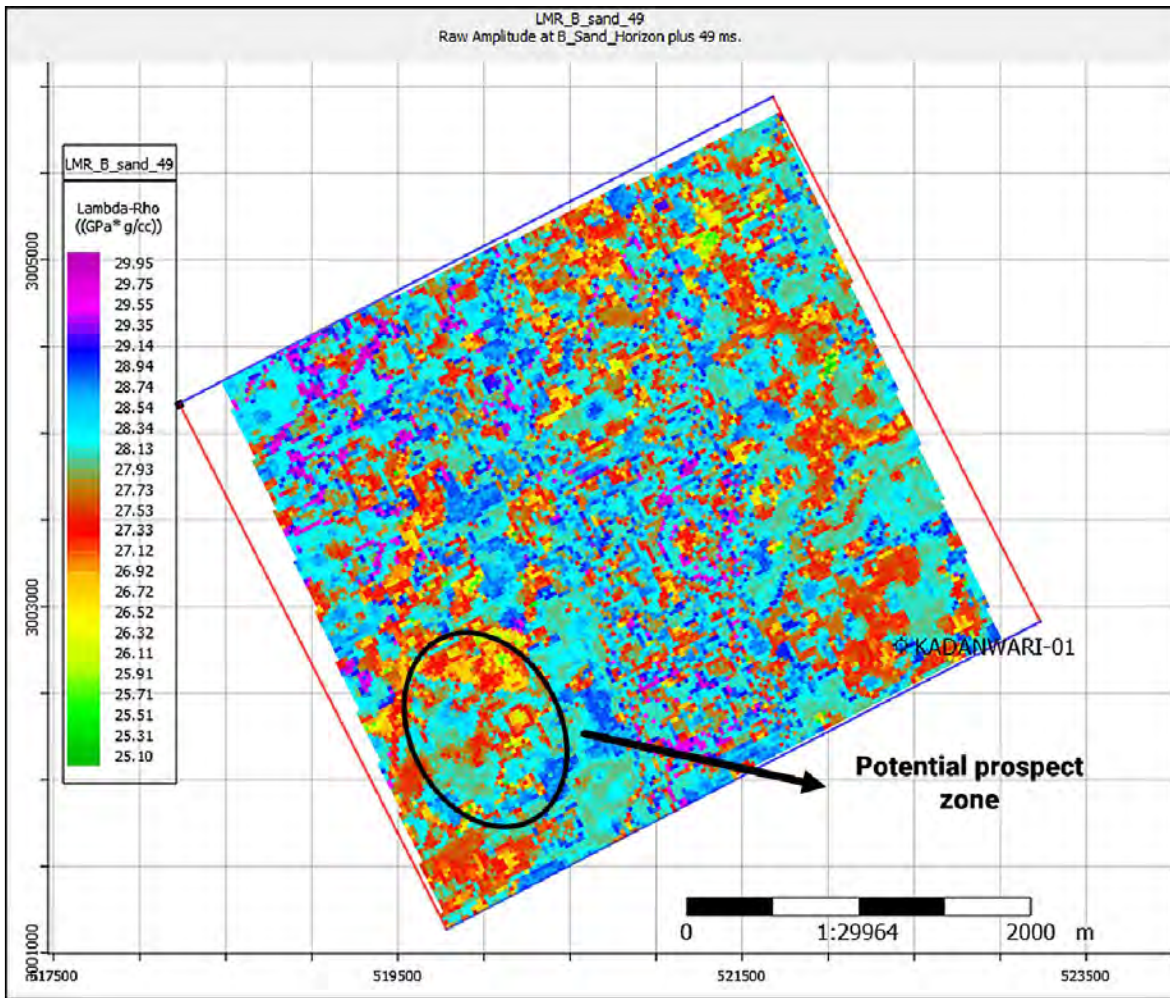 LMR_B_sand_49
Raw Amplitude at B_Sand_Horizon plus 49 ms.
LMR_B_sand_49
Lambda-Rho
((GPa* g/cc))
29.95
29.75
29.55
29.35
29.14
28.94
28.74
28.54
28.34
28.13
27.93
27.73
27.53
27.33
27.12
26.92
26.72
26.52
26.32
26.11
25.91
25.71
25.51
25.31
25.10
3005000
3003000
3001000
KADANWARI-01
Potential prospect
zone
0 1:29964 2000 m
517500 519500 521500 523500